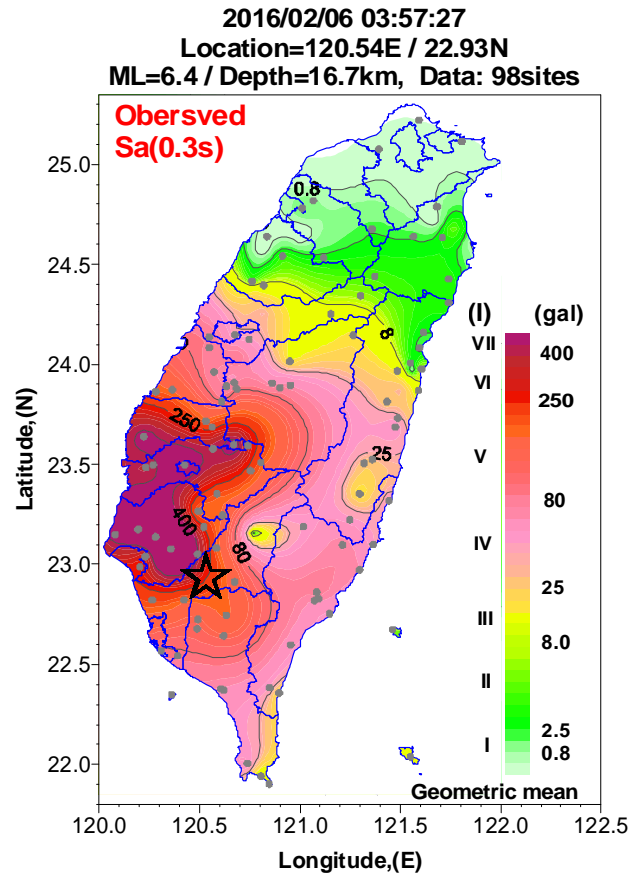 2016/02/06 03:57:27
Location=120.54E / 22.93N
ML=6.4 / Depth=16.7km, Data: 98sites
Obersved
Sa(0.3s)
25.0
24.5
24.0
23.5
23.0
22.5
22.0
Latitude,(N)
0.8
8
250
25
400
80
(I) (gal)
VII
400
VI
250
V
80
IV
25
III
8.0
II
2.5
I
0.8
Geometric mean
120.0 120.5 121.0 121.5 122.0 122.5
Longitude,(E)